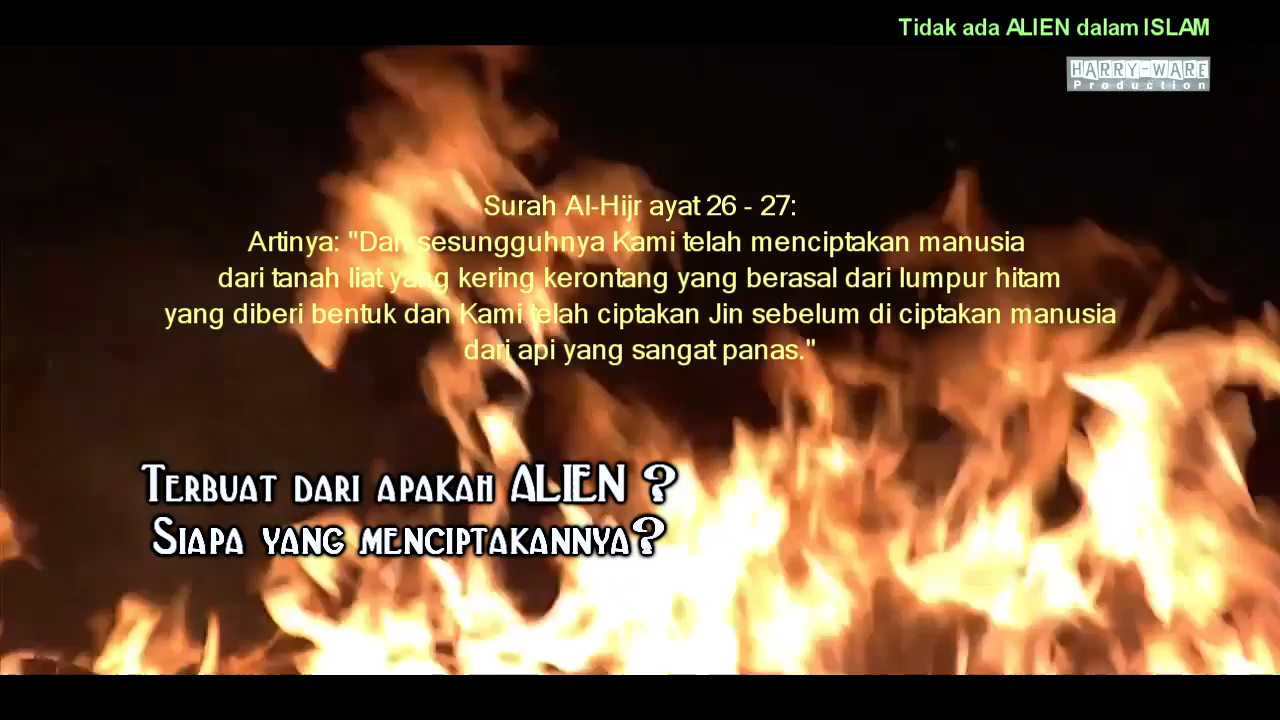 Tidak ada ALIEN dalam ISLAM
HARRY-WARE
Production
Surah Al-Hijr ayat 26 - 27:
Artinya: "Dan sesungguhnya Kami telah menciptakan manusia
dari tanah liat yang kering kerontang yang berasal dari lumpur hitam
yang diberi bentuk dan Kami telah ciptakan Jin sebelum di ciptakan manusia
dari api yang sangat panas."
TERBUAT DARI APAKAH ALIEN ?
SIAPA YANG MENCIPTAKANNYA?